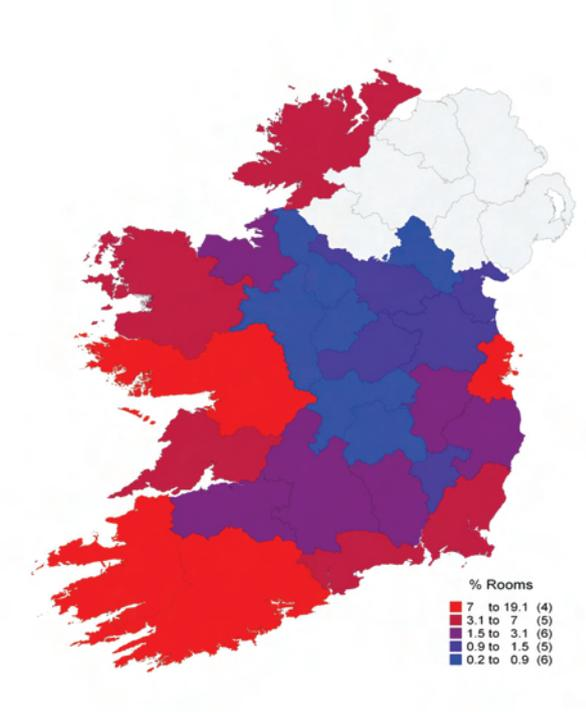 % Rooms
7 to 19.1 (4)
3.1 to 7 (5)
1.5 to 3.1 (6)
0.9 to 1.5 (5)
0.2 to 0.9 (6)